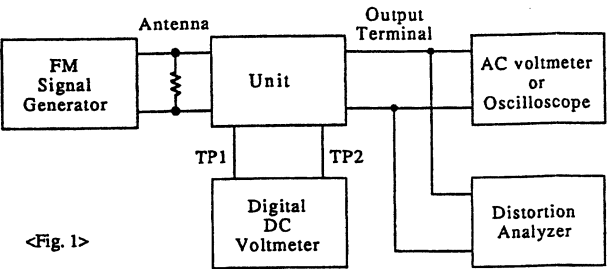 Antenna
Output
Terminal
FM
Signal
Generator
Unit
AC voltmeter
or
Oscilloscope
TP1
TP2
Digital
DC
Voltmeter
Distortion
Analyzer
<Fig. 1>